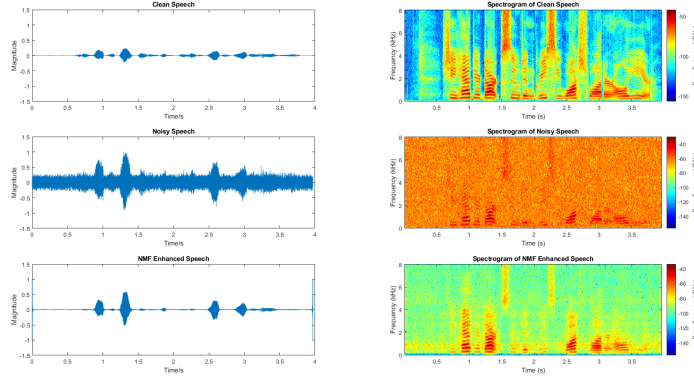 Clean Speech
1.5
1
0.5
0
-0.5
-1
-1.5
Magnitude
0 0.5 1 1.5 2 2.5 3 3.5 4
Time/s
Spectrogram of Clean Speech
8
6
4
2
0
Frequency (kHz)
0.5 1 1.5 2 2.5 3 3.5
Time (s)
-50
-100
-150
Noisy Speech
1.5
1
0.5
0
-0.5
-1
-1.5
Magnitude
0 0.5 1 1.5 2 2.5 3 3.5 4
Time/s
Spectrogram of Noisy Speech
8
6
4
2
0
Frequency (kHz)
0.5 1 1.5 2 2.5 3 3.5
Time (s)
-40
-60
-80
-100
-120
-140
NMF Enhanced Speech
1.5
1
0.5
0
-0.5
-1
-1.5
Magnitude
0 0.5 1 1.5 2 2.5 3 3.5 4
Time/s
Spectrogram of NMF Enhanced Speech
8
6
4
2
0
Frequency (kHz)
0.5 1 1.5 2 2.5 3 3.5
Time (s)
-40
-60
-80
-100
-120
-140